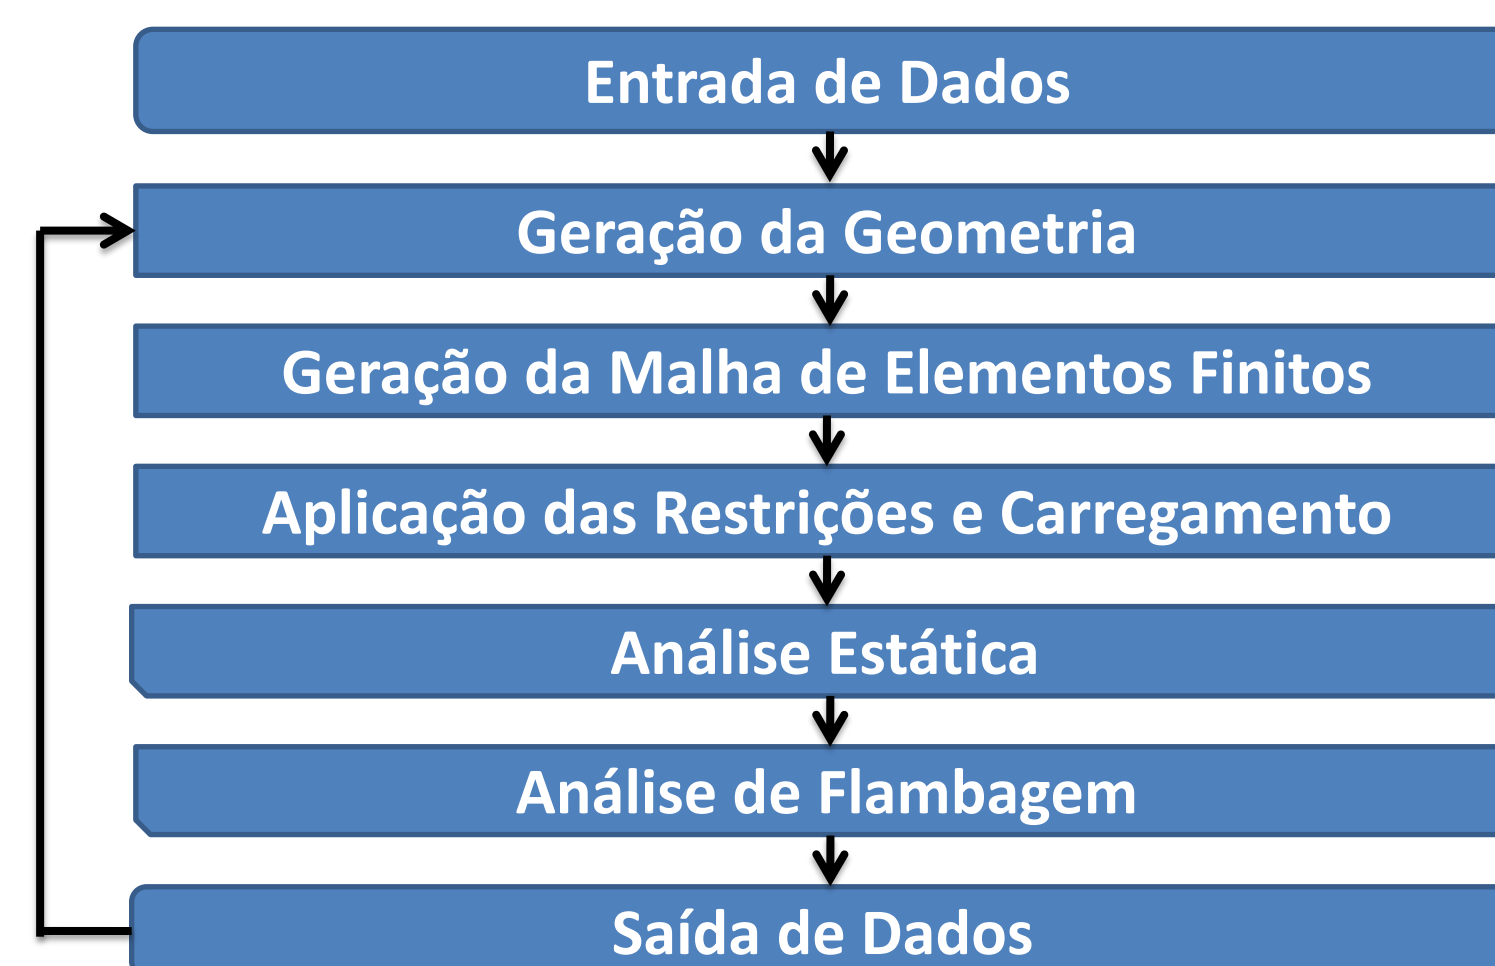 Entrada de Dados
Geração da Geometria
Geração da Malha de Elementos Finitos
Aplicação das Restrições e Carregamento
Análise Estática
Análise de Flambagem
Saída de Dados